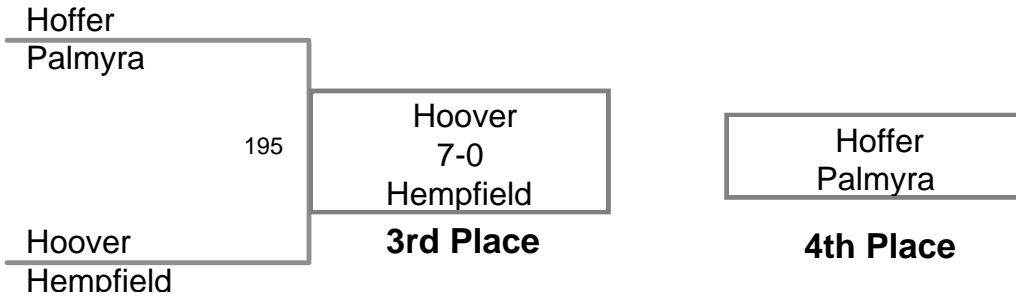 Hoffer
Palmyra
195
Hoover
Hempfield
Hoover
7-0
Hempfield
3rd Place
Hoffer
Palmyra
4th Place